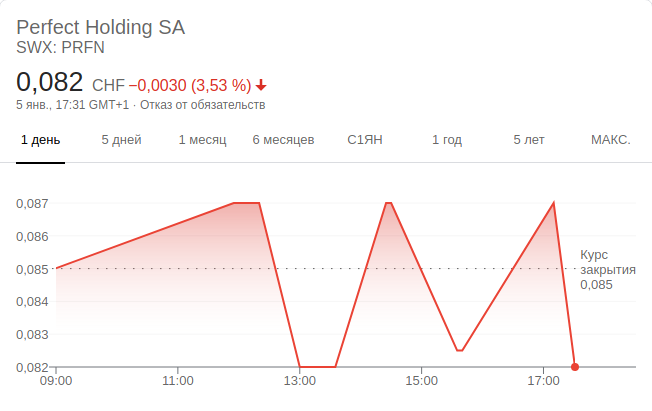 Perfect Holding SA
SWX: PRFN
0,082 CHF −0,0030 (3,53 %)
5 янв., 17:31 GMT+1 · Отказ от обязательств
1 день 5 дней 1 месяц 6 месяцев С1ЯН 1 год 5 лет МАКС.
0,087
0,086
0,085
0,084
0,083
0,082
Курс
закрытия
0,085
09:00 11:00 13:00 15:00 17:00